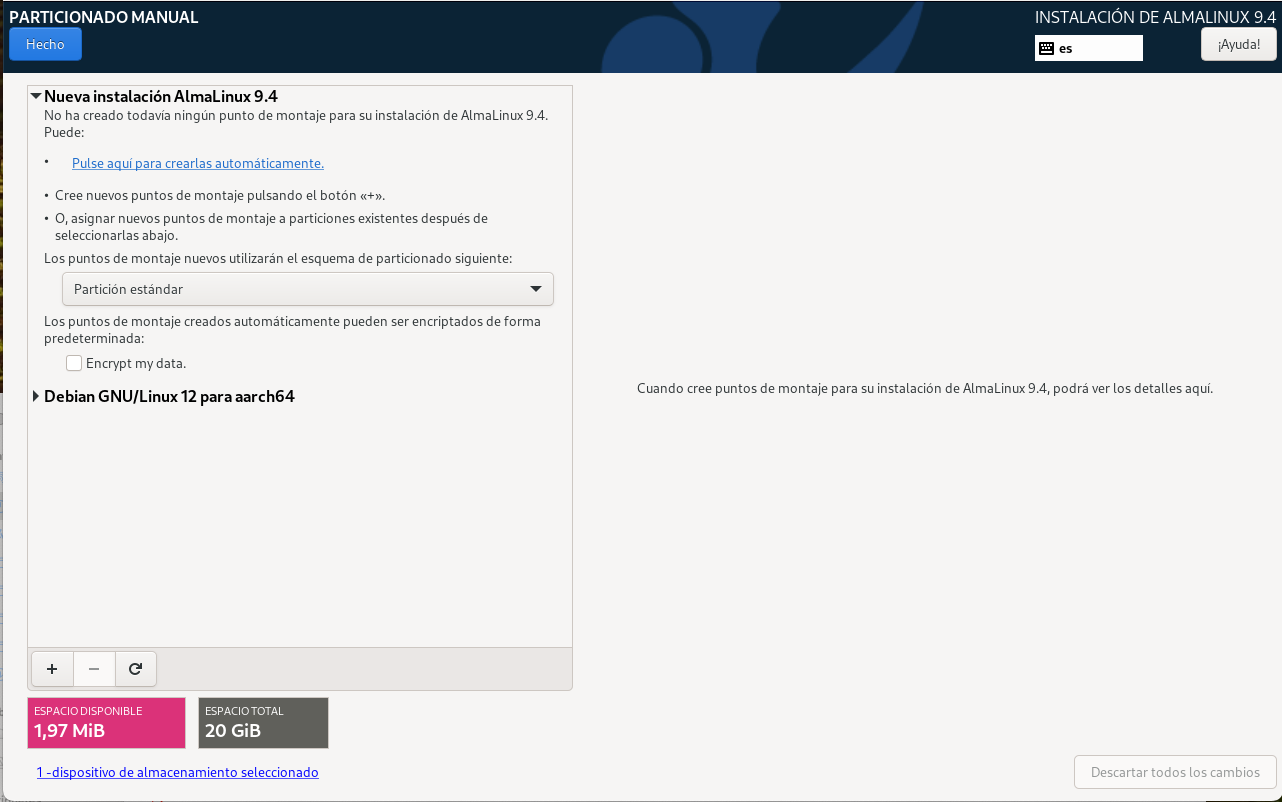 PARTICIONADO MANUAL
INSTALACIÓN DE ALMALINUX 9.4
Hecho
es
¡Ayuda!
Nueva instalación AlmaLinux 9.4
No ha creado todavía ningún punto de montaje para su instalación de AlmaLinux 9.4.
Puede:
• Pulse aquí para crearlas automáticamente.
• Cree nuevos puntos de montaje pulsando el botón «+».
• O, asignar nuevos puntos de montaje a particiones existentes después de
seleccionarlas abajo.
Los puntos de montaje nuevos utilizarán el esquema de particionado siguiente:
Partición estándar
Los puntos de montaje creados automáticamente pueden ser encriptados de forma
predeterminada:
Encrypt my data.
Debian GNU/Linux 12 para aarch64
Cuando cree puntos de montaje para su instalación de AlmaLinux 9.4, podrá ver los detalles aquí.
+ −
ESPACIO DISPONIBLE
1,97 MiB
ESPACIO TOTAL
20 GiB
1 -dispositivo de almacenamiento seleccionado
Descartar todos los cambios